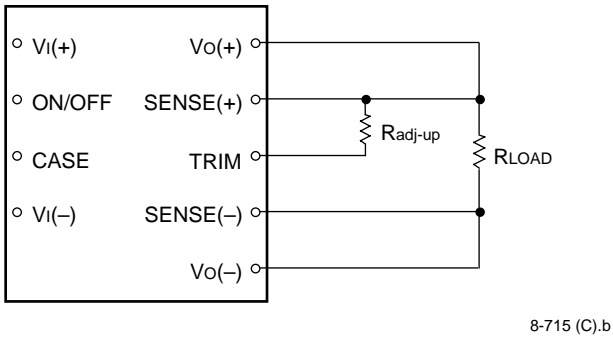 VI(+) VO(+)
ON/OFF SENSE(+)
Radj-up
CASE TRIM
RLOAD
VI(–) SENSE(–)
VO(–)
8-715 (C).b